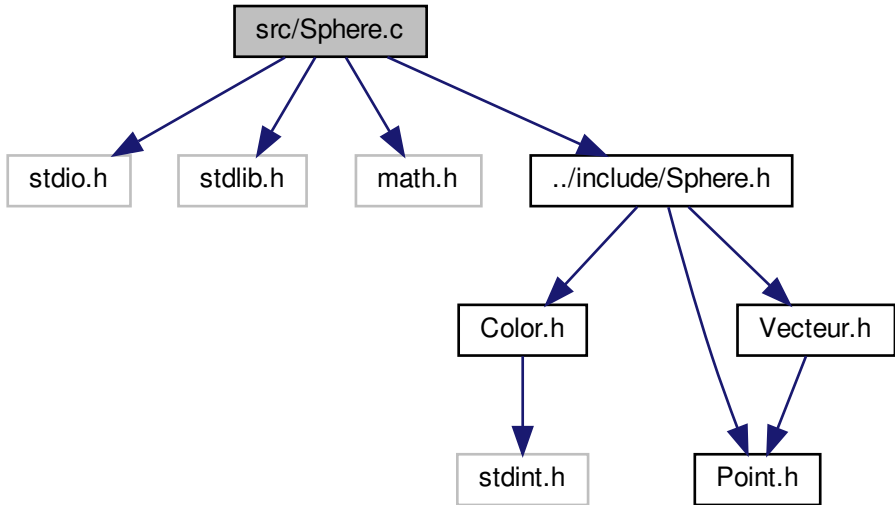 src/Sphere.c
stdio.h
stdlib.h
math.h
../include/Sphere.h
Color.h
Vecteur.h
stdint.h
Point.h